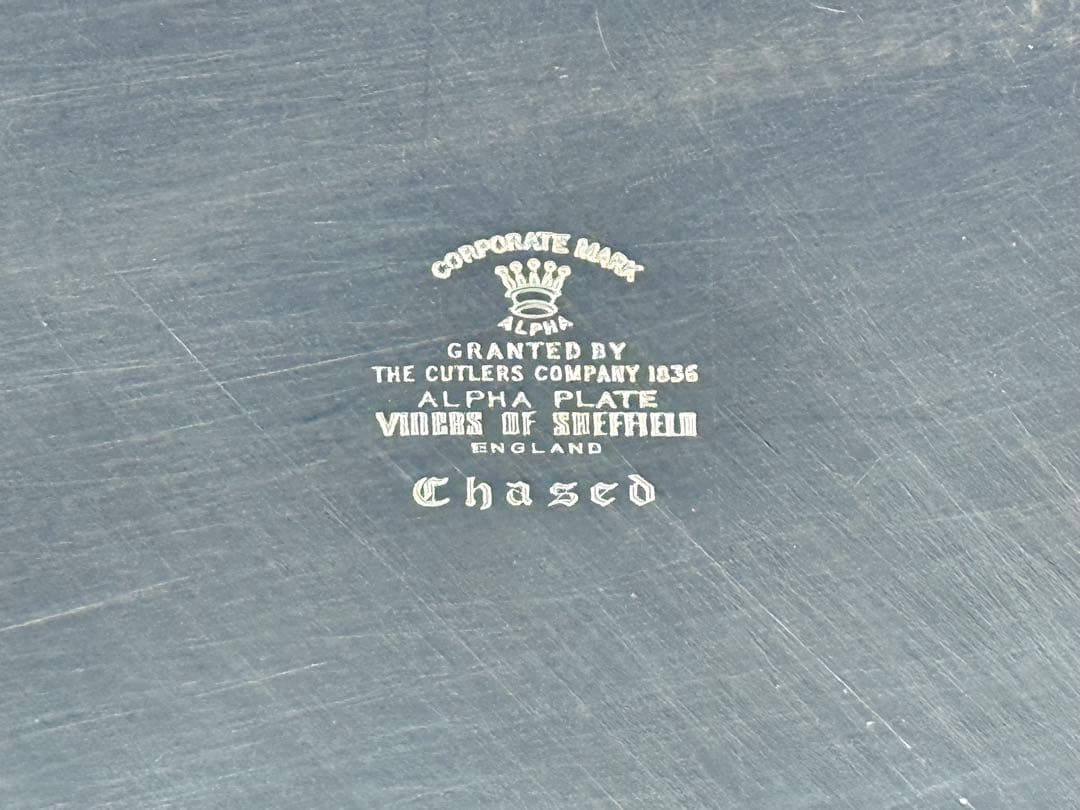 CORPORATE MARK
ALPHA
GRANTED BY
THE CUTLERS COMPANY 1836
ALPHA PLATE
VINERS OF SHEFFIELD
ENGLAND
Chased